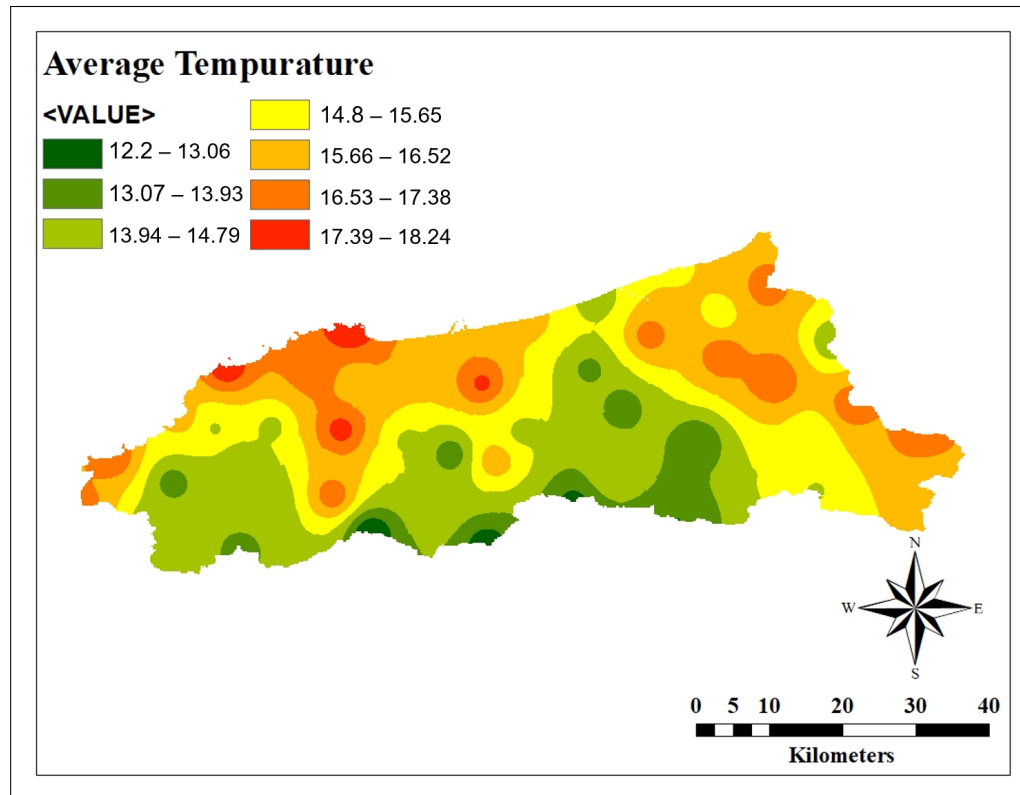 Average Tempurature
<VALUE>
12.2 – 13.06
13.07 – 13.93
13.94 – 14.79
14.8 – 15.65
15.66 – 16.52
16.53 – 17.38
17.39 – 18.24
N
W E
S
0 5 10 20 30 40
Kilometers